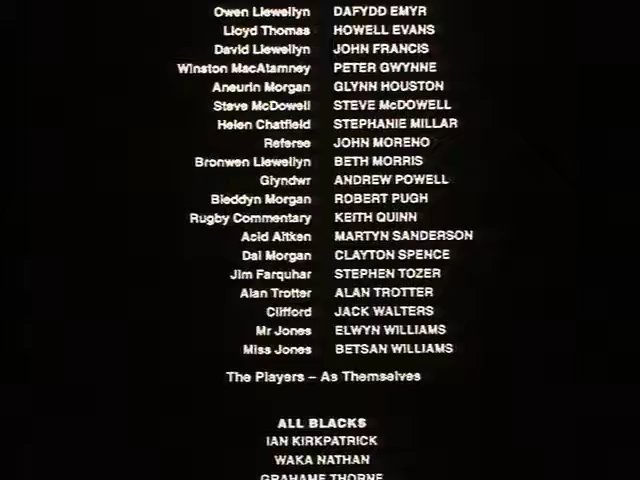 Owen Llewellyn DAFYDD EMYR
Lloyd Thomas HOWELL EVANS
David Llewellyn JOHN FRANCIS
Winston MacAtamney PETER GWYNNE
Aneurin Morgan GLYNN HOUSTON
Steve McDowell STEVE McDOWELL
Helen Chatfield STEPHANIE MILLAR
Referee JOHN MORENO
Bronwen Llewellyn BETH MORRIS
Glyndwr ANDREW POWELL
Bleddyn Morgan ROBERT PUGH
Rugby Commentary KEITH QUINN
Acid Aitken MARTYN SANDERSON
Dai Morgan CLAYTON SPENCE
Jim Farquhar STEPHEN TOZER
Alan Trotter ALAN TROTTER
Clifford JACK WALTERS
Mr Jones ELWYN WILLIAMS
Miss Jones BETSAN WILLIAMS
The Players – As Themselves
ALL BLACKS
IAN KIRKPATRICK
WAKA NATHAN
GRAHAME THORNE